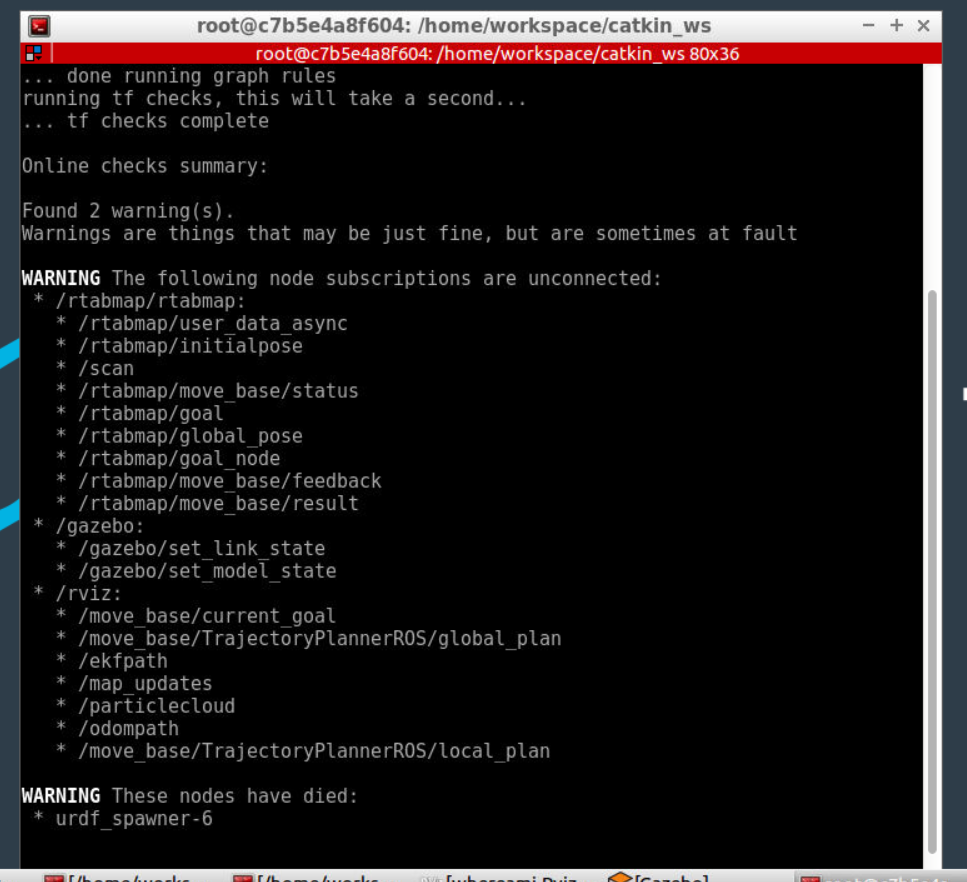 root@c7b5e4a8f604: /home/workspace/catkin_ws
root@c7b5e4a8f604: /home/workspace/catkin_ws 80x36
... done running graph rules
running tf checks, this will take a second...
... tf checks complete
Online checks summary:
Found 2 warning(s).
Warnings are things that may be just fine, but are sometimes at fault
WARNING The following node subscriptions are unconnected:
* /rtabmap/rtabmap:
* /rtabmap/user_data_async
* /rtabmap/initialpose
* /scan
* /rtabmap/move_base/status
* /rtabmap/goal
* /rtabmap/global_pose
* /rtabmap/goal_node
* /rtabmap/move_base/feedback
* /rtabmap/move_base/result
* /gazebo:
* /gazebo/set_link_state
* /gazebo/set_model_state
* /rviz:
* /move_base/current_goal
* /move_base/TrajectoryPlannerROS/global_plan
* /ekfpath
* /map_updates
* /particlecloud
* /odompath
* /move_base/TrajectoryPlannerROS/local_plan
WARNING These nodes have died:
* urdf_spawner-6